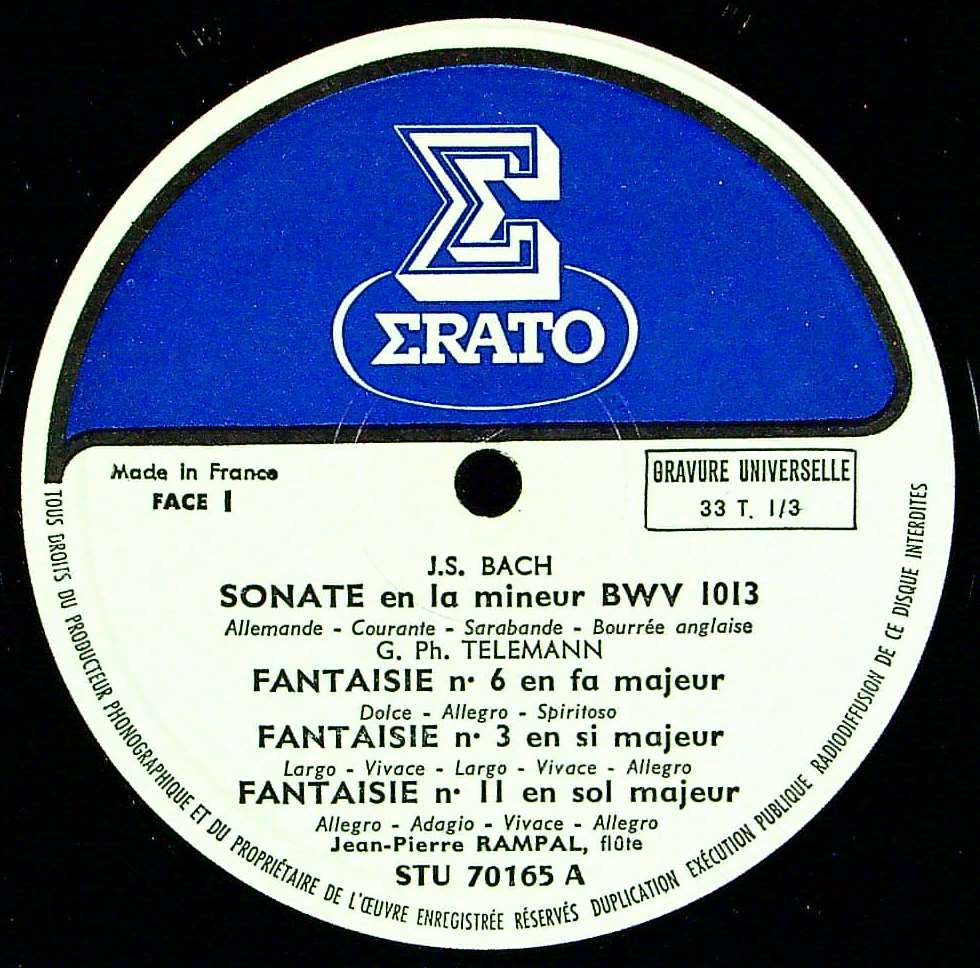 Σ
ΣRATO
Made in France
FACE 1
GRAVURE UNIVERSELLE
33 T. 1/3
J.S. BACH
SONATE en la mineur BWV 1013
Allemande - Courante - Sarabande - Bourrée anglaise
G. Ph. TELEMANN
FANTAISIE n• 6 en fa majeur
Dolce - Allegro - Spiritoso
FANTAISIE n• 3 en si majeur
Largo - Vivace - Largo - Vivace - Allegro
FANTAISIE n• 11 en sol majeur
Allegro - Adagio - Vivace - Allegro
Jean-Pierre RAMPAL, flûte
STU 70165 A
TOUS DROITS DU PRODUCTEUR PHONOGRAPHIQUE ET DU PROPRIÉTAIRE DE L'ŒUVRE ENREGISTRÉE RÉSERVÉS DUPLICATION EXÉCUTION PUBLIQUE RADIODIFFUSION DE CE DISQUE INTERDITES